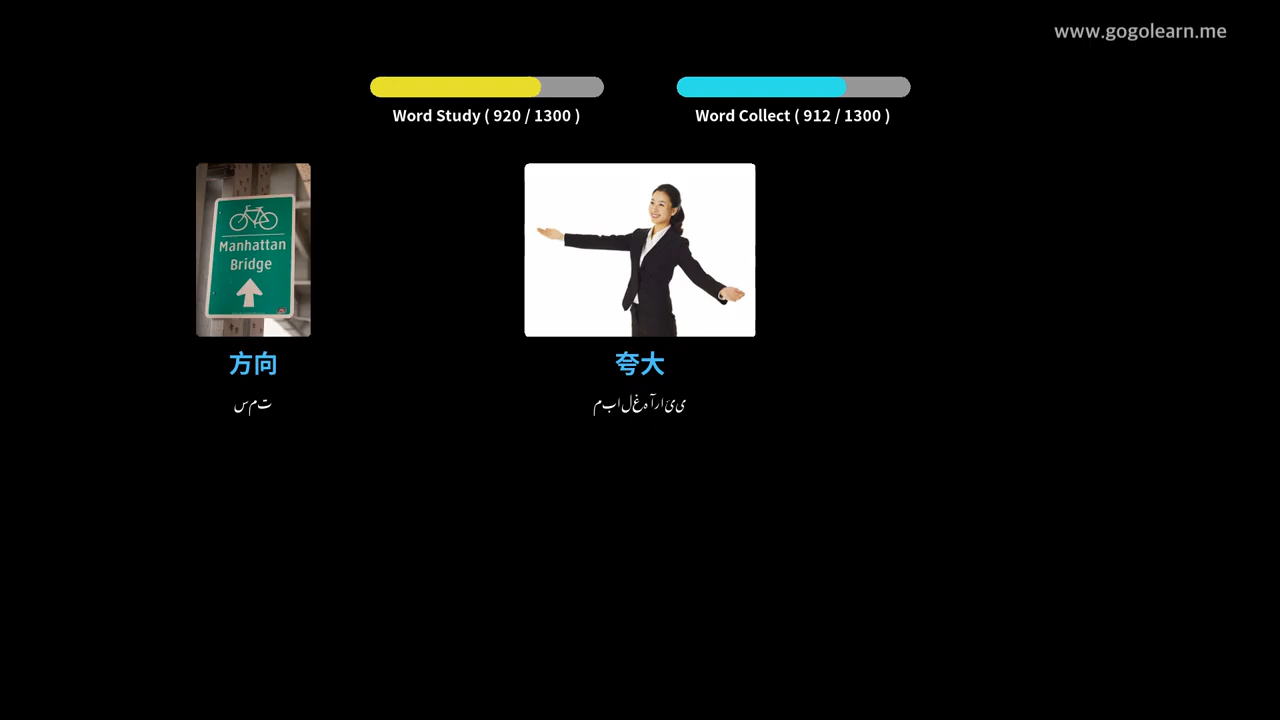 www.gogolearn.me
Word Study ( 920 / 1300 )
Word Collect ( 912 / 1300 )
Manhattan
Bridge
方向
夸大
سمت
مبالغہ آرائی